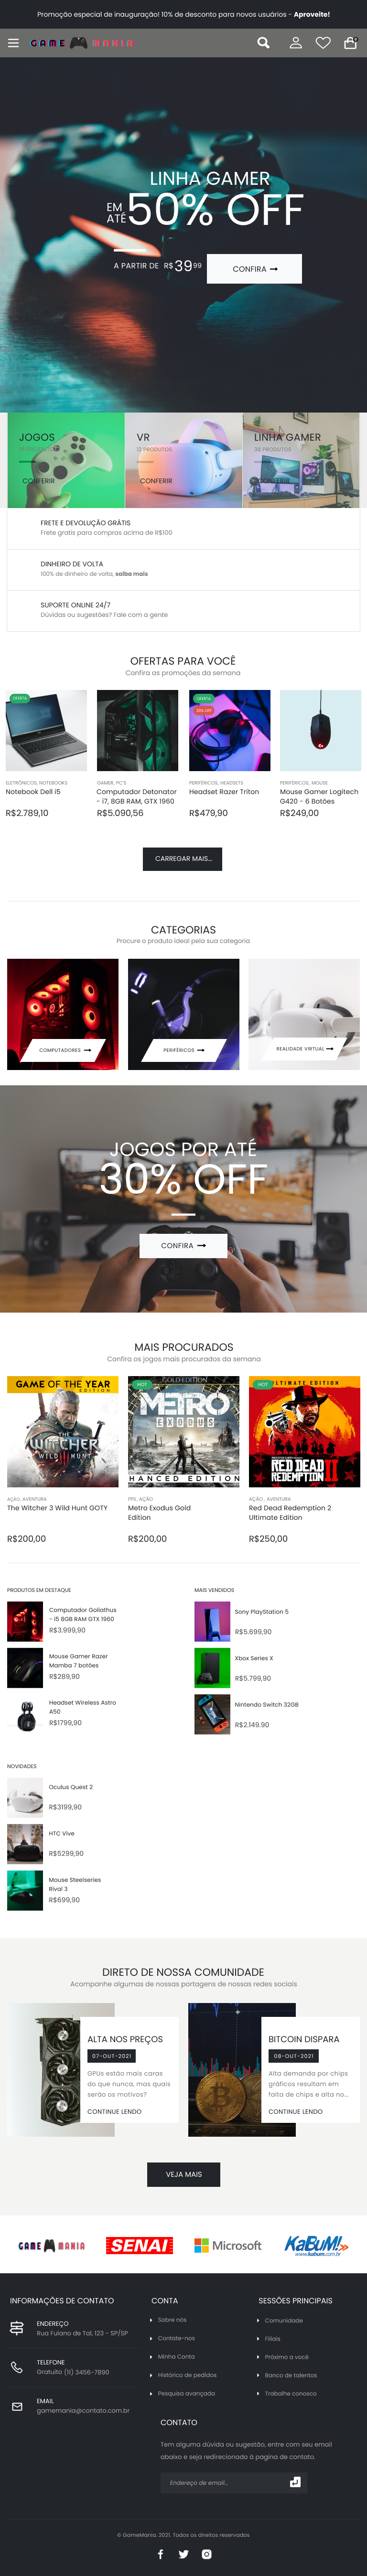 Promoção especial de inauguração! 10% de desconto para novos usuários - Aproveite!
GAME MANIA
0
LINHA GAMER
EM ATÉ 50% OFF
A PARTIR DE R$39 99
CONFIRA
JOGOS
PRODUTOS
CONFERIR
VR
13 PRODUTOS
CONFERIR
LINHA GAMER
38 PRODUTOS
CONFERIR
FRETE E DEVOLUÇÃO GRÁTIS
Frete gratis para compras acima de R$100
DINHEIRO DE VOLTA
100% de dinheiro de volta, saiba mais
SUPORTE ONLINE 24/7
Dúvidas ou sugestões? Fale com a gente
OFERTAS PARA VOCÊ
Confira as promoções da semana
OFERTA
OFERTA
20% OFF
ELETRÔNICOS, NOTEBOOKS
Notebook Dell i5
R$2.789,10
GAMER, PC'S
Computador Detonator
- i7, 8GB RAM, GTX 1960
R$5.090,56
PERIFÉRICOS, HEADSETS
Headset Razer Triton
R$479,90
PERIFÉRICOS, MOUSE
Mouse Gamer Logitech
G420 - 6 Botões
R$249,00
CARREGAR MAIS...
CATEGORIAS
Procure o produto ideal pela sua categoria
COMPUTADORES
PERIFÉRICOS
REALIDADE VIRTUAL
JOGOS POR ATÉ
30% OFF
CONFIRA
MAIS PROCURADOS
Confira os jogos mais procurados da semana
GAME OF THE YEAR
EDITION
THE WITCHER
WILD HUNT
HOT
GOLD EDITION
METRO
EXODUS
HANCED EDITION
HOT
ULTIMATE EDITION
RED DEAD
REDEMPTION II
AÇÃO, AVENTURA
The Witcher 3 Wild Hunt GOTY
R$200,00
FPS, AÇÃO
Metro Exodus Gold
Edition
R$200,00
AÇÃO , AVENTURA
Red Dead Redemption 2
Ultimate Edition
R$250,00
PRODUTOS EM DESTAQUE
Computador Goliathus
- i5 8GB RAM GTX 1960
R$3.999,90
Mouse Gamer Razer
Mamba 7 botões
R$289,90
Headset Wireless Astro
A50
R$1799,90
MAIS VENDIDOS
Sony PlayStation 5
R$5.699,90
Xbox Series X
R$5.799,90
Nintendo Switch 32GB
R$2.149.90
NOVIDADES
Oculus Quest 2
R$3199,90
HTC Vive
R$5299,90
Mouse Steelseries
Rival 3
R$699,90
DIRETO DE NOSSA COMUNIDADE
Acompanhe algumas de nossas portagens de nossas redes sociais
ALTA NOS PREÇOS
07-OUT-2021
GPUs estão mais caras
do que nunca, mas quais
serão os motivos?
CONTINUE LENDO
BITCOIN DISPARA
06-OUT-2021
Alta demanda por chips
gráficos resultam em
falta de chips e alta no...
CONTINUE LENDO
VEJA MAIS
GAME MANIA
SENAI
Microsoft
KaBuM!
www.kabum.com.br
INFORMAÇÕES DE CONTATO
ENDEREÇO
Rua Fulano de Tal, 123 - SP/SP
TELEFONE
Gratuito (11) 3456-7890
EMAIL
gamemania@contato.com.br
CONTA
Sobre nós
Contate-nos
Minha Conta
Histórico de pedidos
Pesquisa avançada
SESSÕES PRINCIPAIS
Comunidade
Filiais
Próximo a você
Banco de talentos
Trabalhe conosco
CONTATO
Tem alguma dúvida ou sugestão, entre com seu email
abaixo e seja redirecionado à pagina de contato.
Endereço de email...
© GameMania. 2021. Todos os direitos reservados